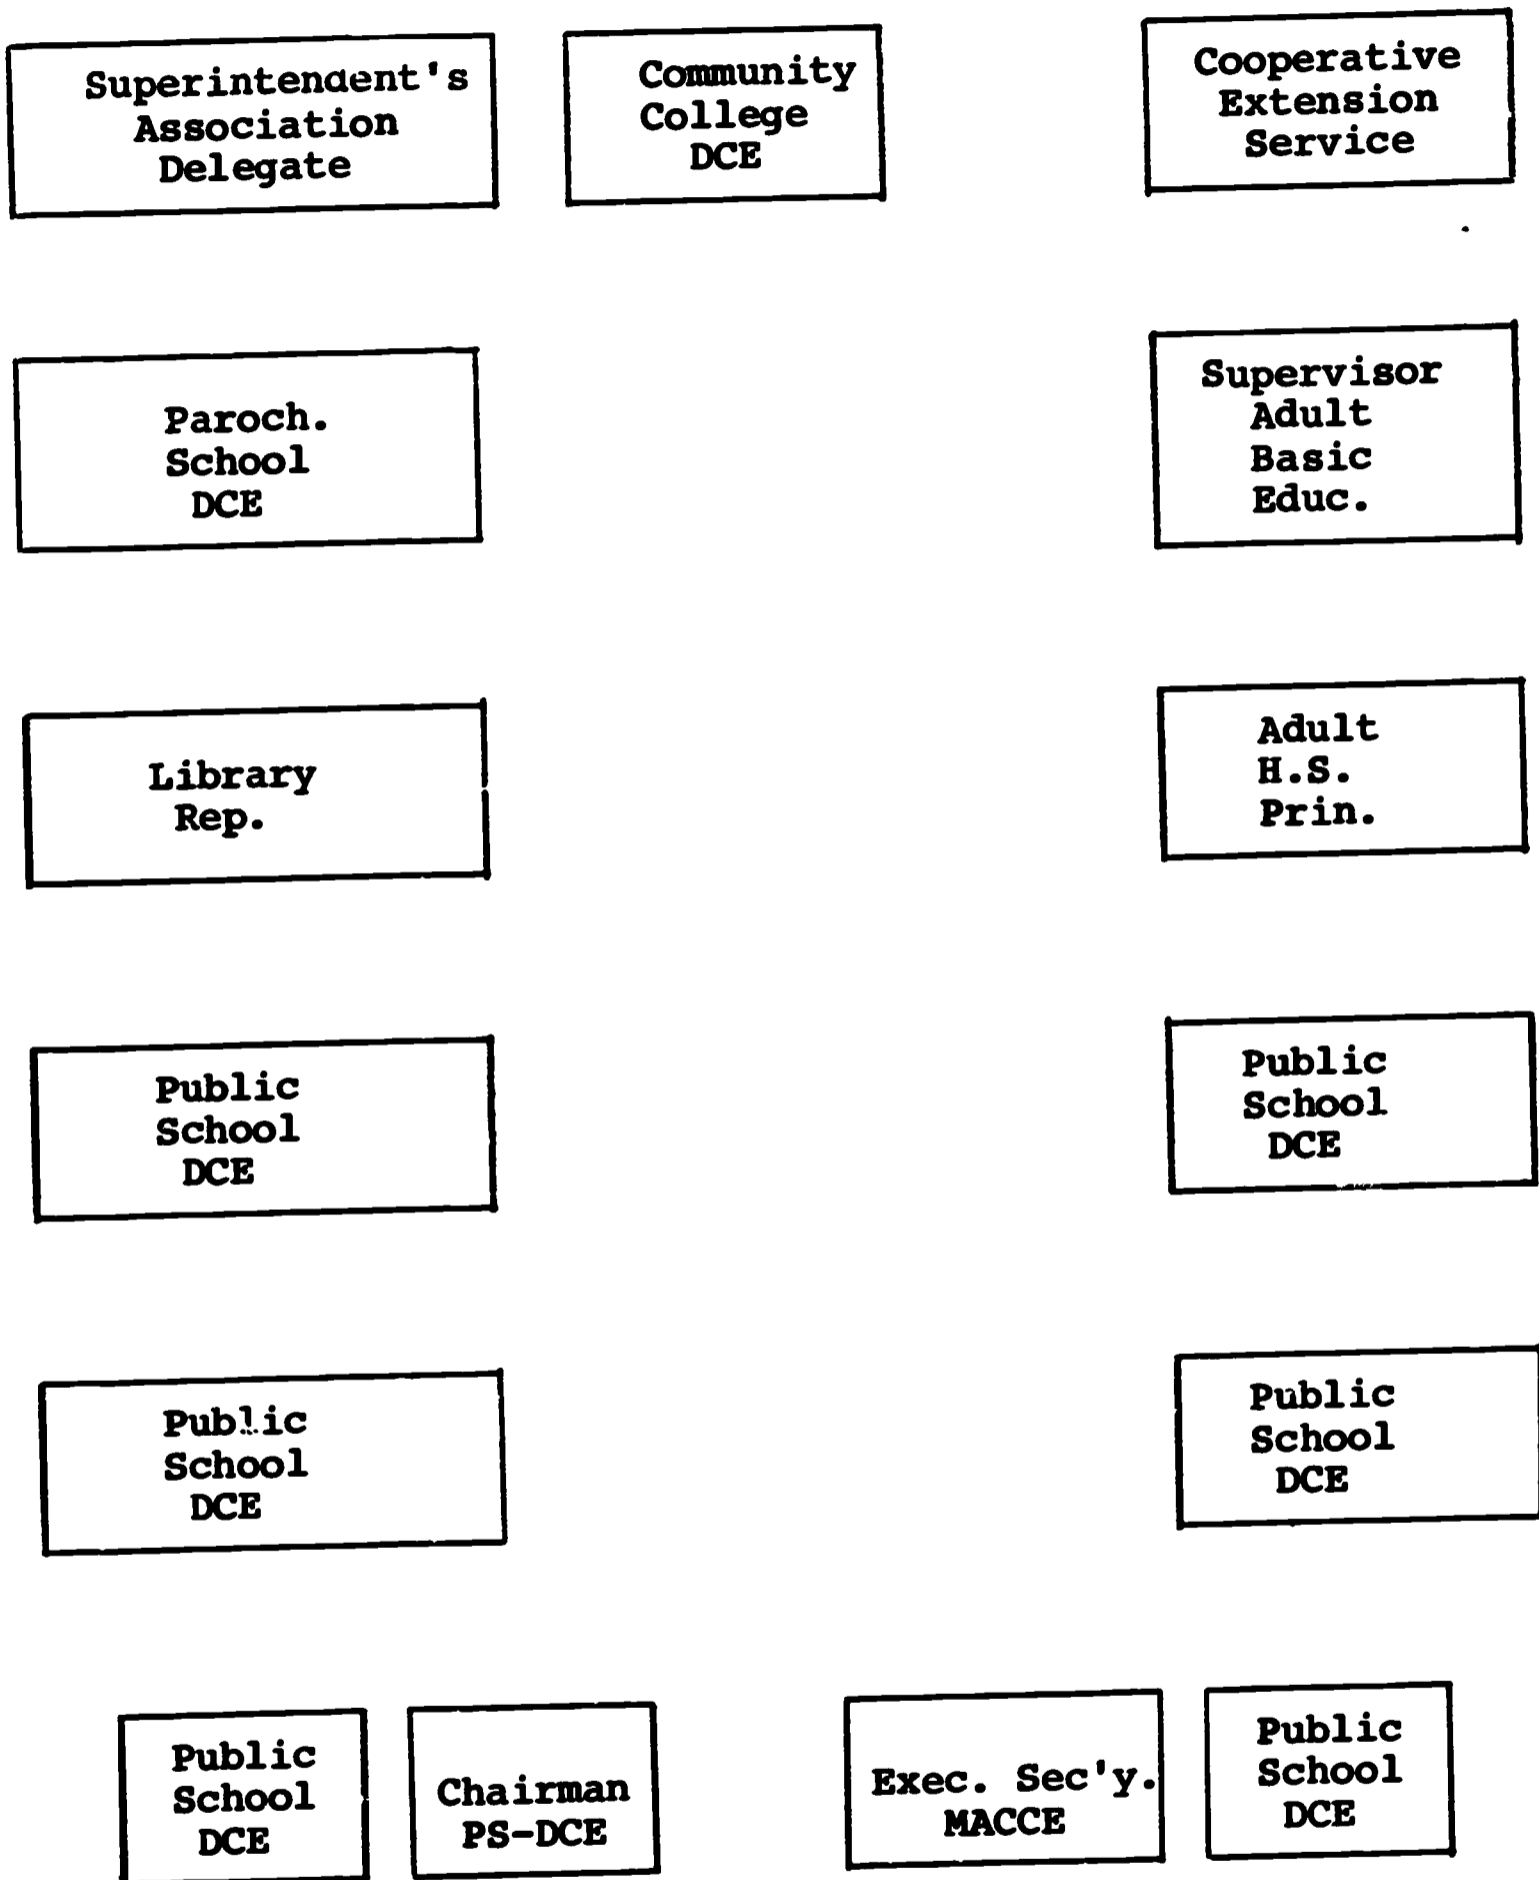 Superintendent's
Association
Delegate
Community
College
DCE
Cooperative
Extension
Service
Paroch.
School
DCE
Supervisor
Adult
Basic
Educ.
Library
Rep.
Adult
H.S.
Prin.
Public
School
DCE
Public
School
DCE
Public
School
DCE
Public
School
DCE
Public
School
DCE
Chairman
PS-DCE
Exec. Sec'y.
MACCE
Public
School
DCE